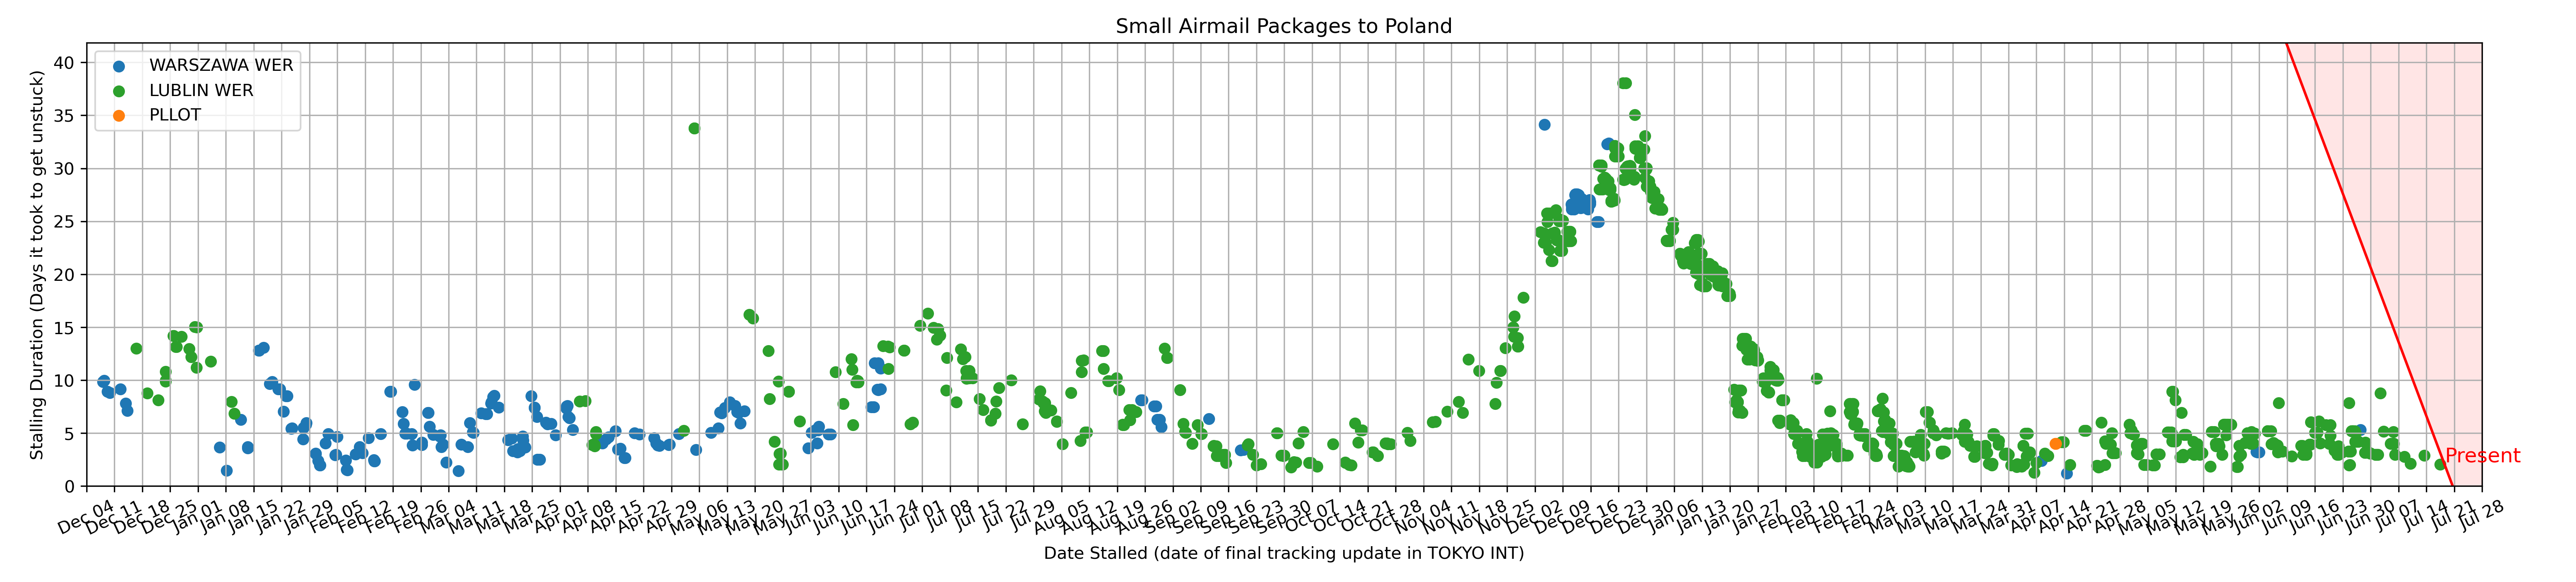 Small Airmail Packages to Poland
WARSZAWA WER
LUBLIN WER
PLLOT
Stalling Duration (Days it took to get unstuck)
40
35
30
25
20
15
10
5
0
Present
Dec 04
Dec 11
Dec 18
Dec 25
Jan 01
Jan 08
Jan 15
Jan 22
Jan 29
Feb 05
Feb 12
Feb 19
Feb 26
Mar 04
Mar 11
Mar 18
Mar 25
Apr 01
Apr 08
Apr 15
Apr 22
Apr 29
May 06
May 13
May 20
May 27
Jun 03
Jun 10
Jun 17
Jun 24
Jul 01
Jul 08
Jul 15
Jul 22
Jul 29
Aug 05
Aug 12
Aug 19
Aug 26
Sep 02
Sep 09
Sep 16
Sep 23
Sep 30
Oct 07
Oct 14
Oct 21
Oct 28
Nov 04
Nov 11
Nov 18
Nov 25
Dec 02
Dec 09
Dec 16
Dec 23
Dec 30
Jan 06
Jan 13
Jan 20
Jan 27
Feb 03
Feb 10
Feb 17
Feb 24
Mar 03
Mar 10
Mar 17
Mar 24
Mar 31
Apr 07
Apr 14
Apr 21
Apr 28
May 05
May 12
May 19
May 26
Jun 02
Jun 09
Jun 16
Jun 23
Jun 30
Jul 07
Jul 14
Jul 21
Jul 28
Date Stalled (date of final tracking update in TOKYO INT)